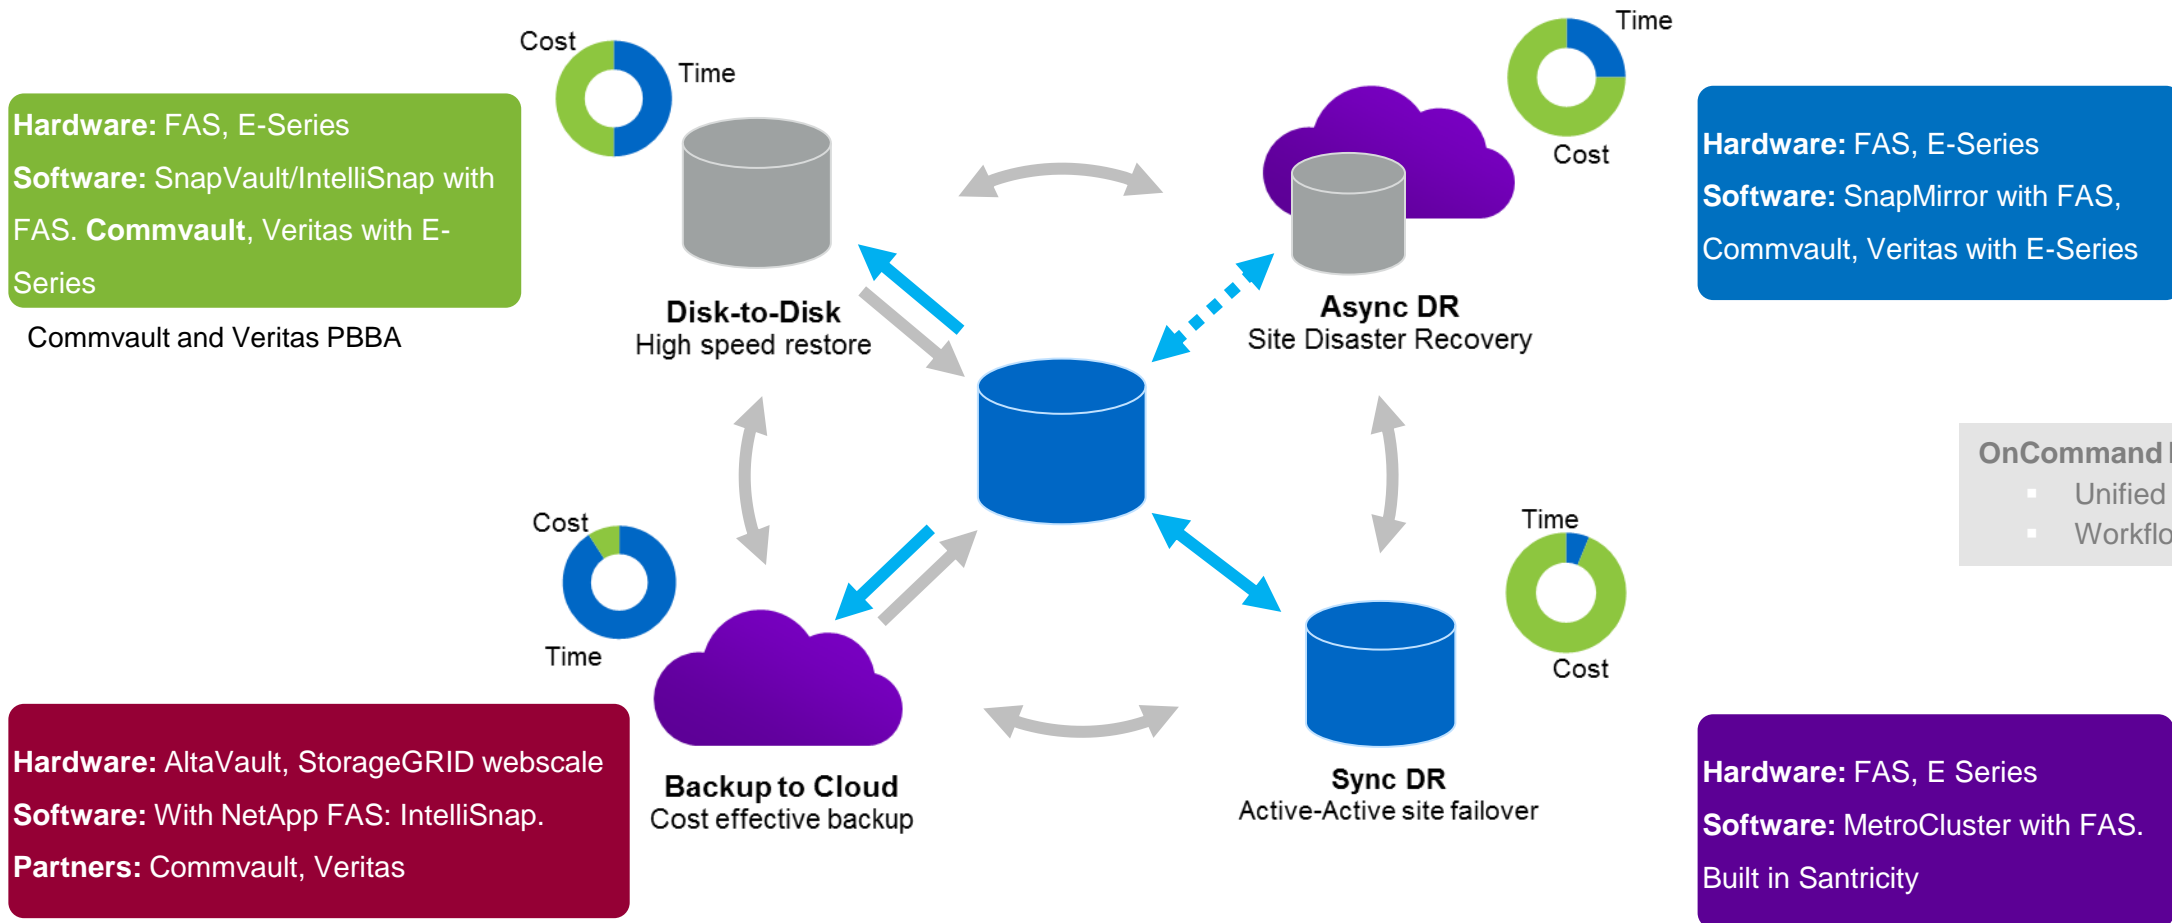 Cost
Time
Hardware: FAS, E-Series
Software: SnapVault/IntelliSnap with
FAS. Commvault, Veritas with E-
Series
Commvault and Veritas PBBA
Disk-to-Disk
High speed restore
Time
Cost
Async DR
Site Disaster Recovery
Hardware: FAS, E-Series
Software: SnapMirror with FAS,
Commvault, Veritas with E-Series
OnCommand
Unified
Cost
Time
Backup to Cloud
Cost effective backup
Hardware: AltaVault, StorageGRID webscale
Software: With NetApp FAS: IntelliSnap.
Partners: Commvault, Veritas
Time
Cost
Sync DR
Active-Active site failover
Hardware: FAS, E Series
Software: MetroCluster with FAS.
Built in Santricity